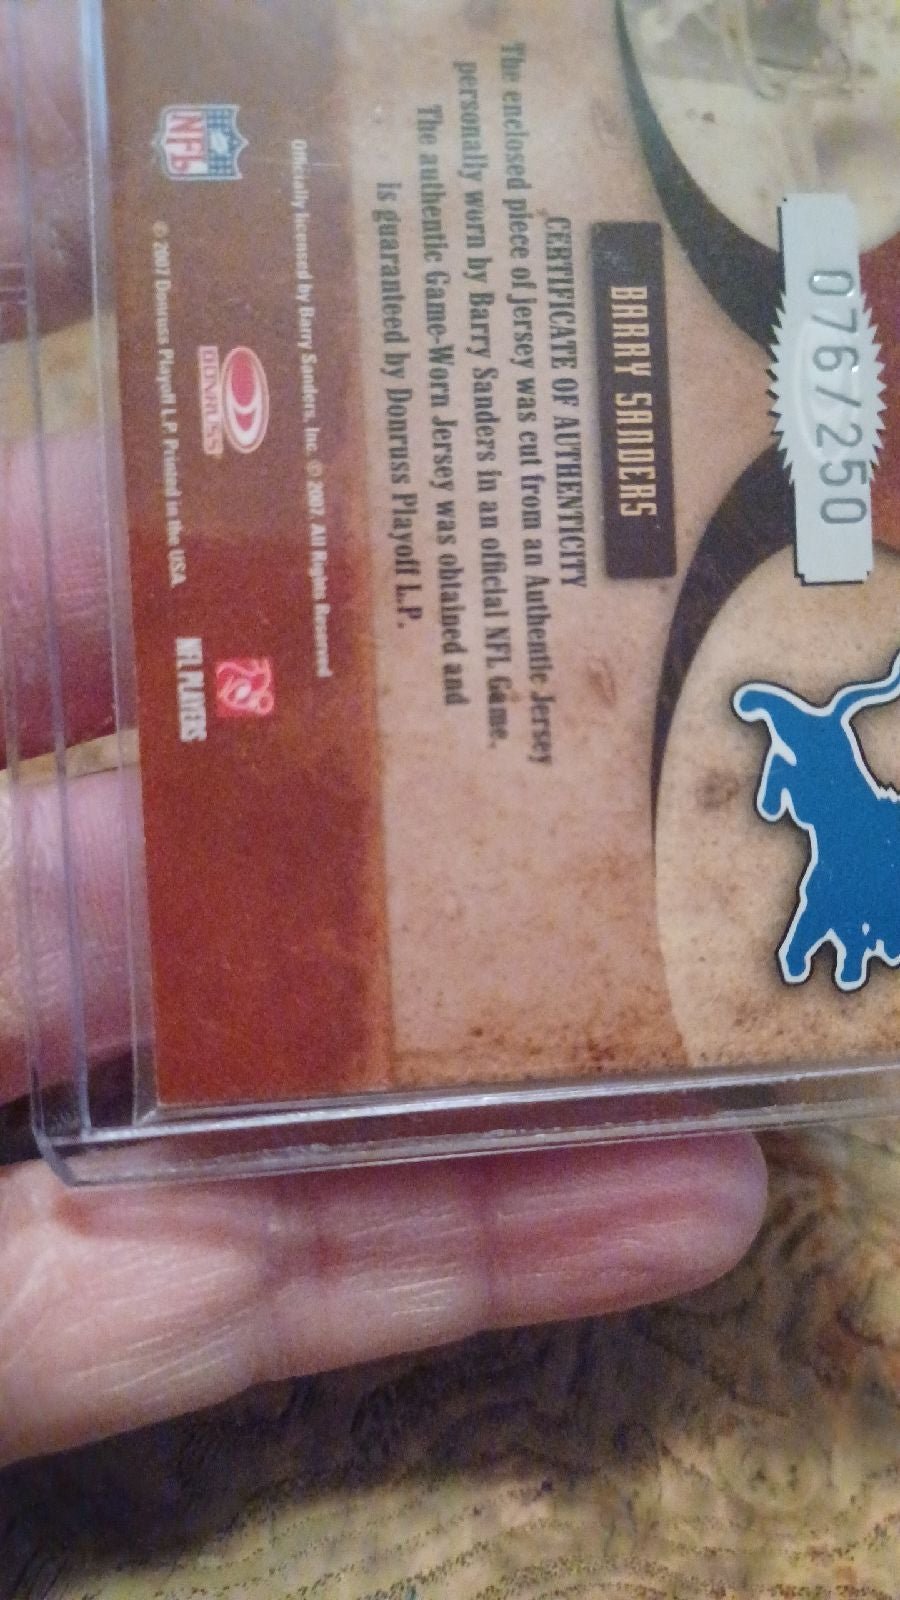 076/250
BARRY SANDERS
CERTIFICATE OF AUTHENTICITY
The enclosed piece of jersey was cut from an Authentic Jersey
personally worn by Barry Sanders in an official NFL Game.
The authentic Game-Worn Jersey was obtained and
is guaranteed by Donruss Playoff L.P.
Officially licensed by Barry Sanders, Inc. © 2007. All Rights Reserved
NFL
DONRUSS
NFL PLAYERS
© 2007 Donruss Playoff L.P. Printed in the USA